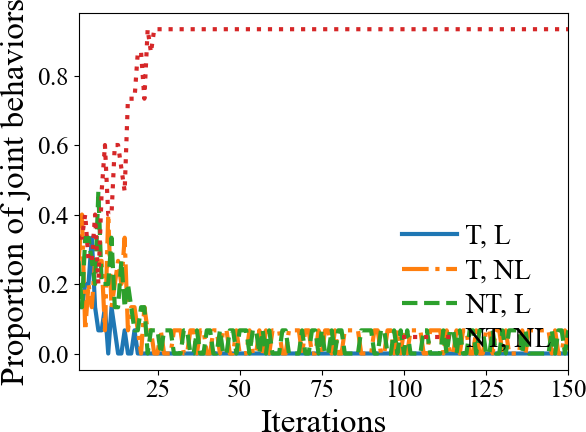 Proportion of joint behaviors
0.8
0.6
0.4
0.2
0.0
T, L
T, NL
NT, L
NT, NL
25
50
75
100
125
150
Iterations